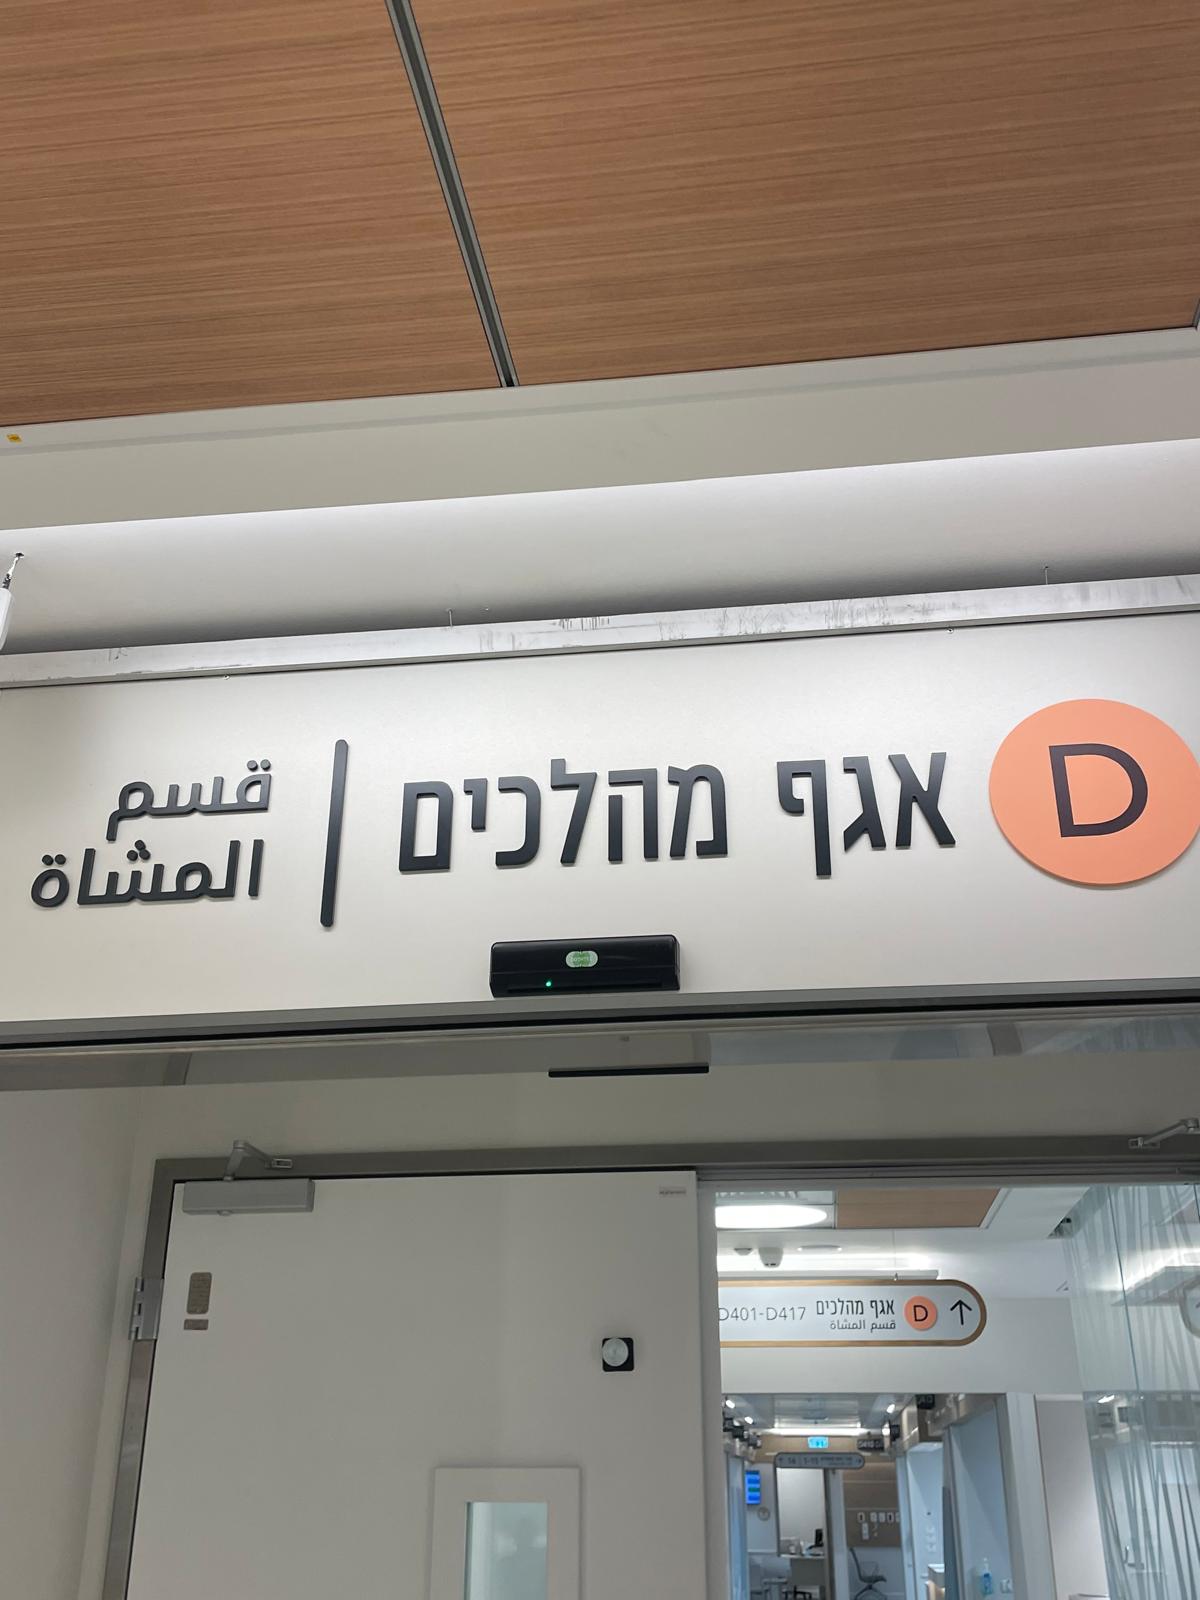 D
אגף מהלכים
قسم
المشاة
D
אגף מהלכים
قسم المشاة
D401-D417